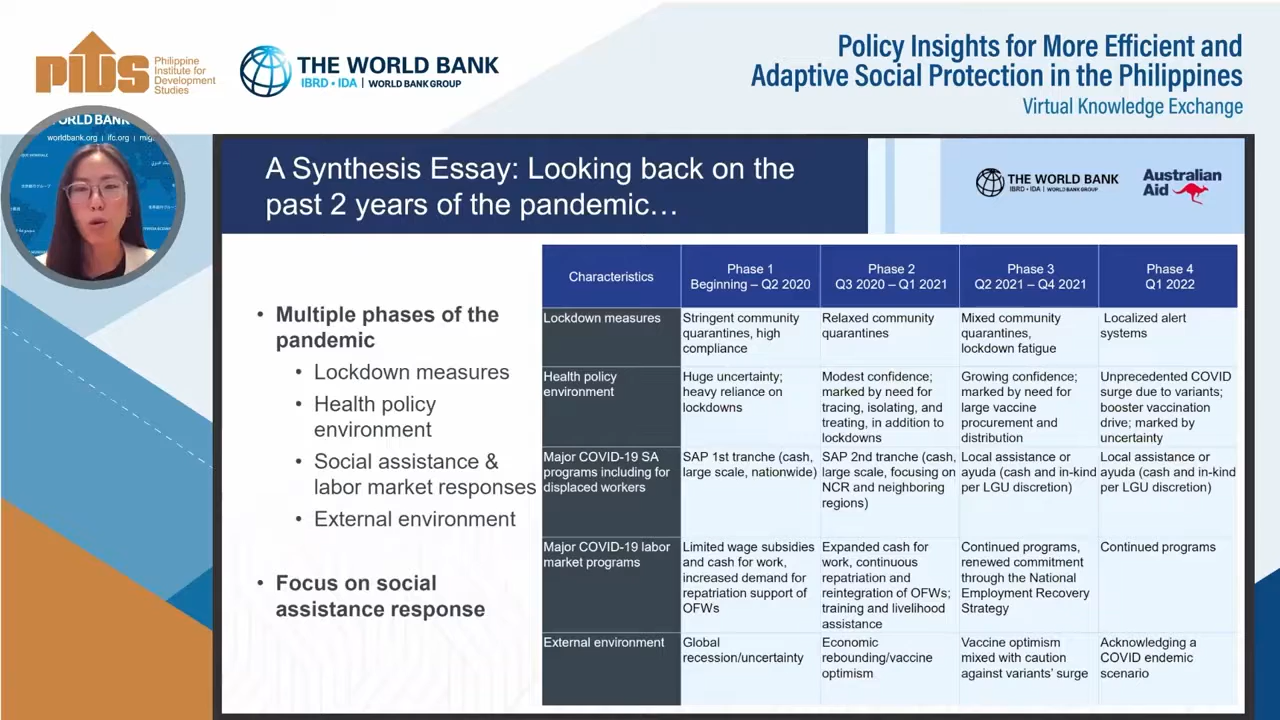 PIDS
Philippine
Institute for
Development
Studies
THE WORLD BANK
IBRD • IDA | WORLD BANK GROUP
Policy Insights for More Efficient and
Adaptive Social Protection in the Philippines
Virtual Knowledge Exchange
WORLD BANK
worldbank.org | ifc.org | mig
A Synthesis Essay: Looking back on the
past 2 years of the pandemic…
THE WORLD BANK
IBRD • IDA | WORLD BANK GROUP
Australian
Aid
• Multiple phases of the
pandemic
• Lockdown measures
• Health policy
environment
• Social assistance &
labor market responses
• External environment
• Focus on social
assistance response
Characteristics
Phase 1
Beginning – Q2 2020
Phase 2
Q3 2020 – Q1 2021
Phase 3
Q2 2021 – Q4 2021
Phase 4
Q1 2022
Lockdown measures
Stringent community
quarantines, high
compliance
Relaxed community
quarantines
Mixed community
quarantines,
lockdown fatigue
Localized alert
systems
Health policy
environment
Huge uncertainty;
heavy reliance on
lockdowns
Modest confidence;
marked by need for
tracing, isolating, and
treating, in addition to
lockdowns
Growing confidence;
marked by need for
large vaccine
procurement and
distribution
Unprecedented COVID
surge due to variants;
booster vaccination
drive; marked by
uncertainty
Major COVID-19 SA
programs including for
displaced workers
SAP 1st tranche (cash,
large scale, nationwide)
SAP 2nd tranche (cash,
large scale, focusing on
NCR and neighboring
regions)
Local assistance or
ayuda (cash and in-kind
per LGU discretion)
Local assistance or
ayuda (cash and in-kind
per LGU discretion)
Major COVID-19 labor
market programs
Limited wage subsidies
and cash for work,
increased demand for
repatriation support of
OFWs
Expanded cash for
work, continuous
repatriation and
reintegration of OFWs;
training and livelihood
assistance
Continued programs,
renewed commitment
through the National
Employment Recovery
Strategy
Continued programs
External environment
Global
recession/uncertainty
Economic
rebounding/vaccine
optimism
Vaccine optimism
mixed with caution
against variants' surge
Acknowledging a
COVID endemic
scenario